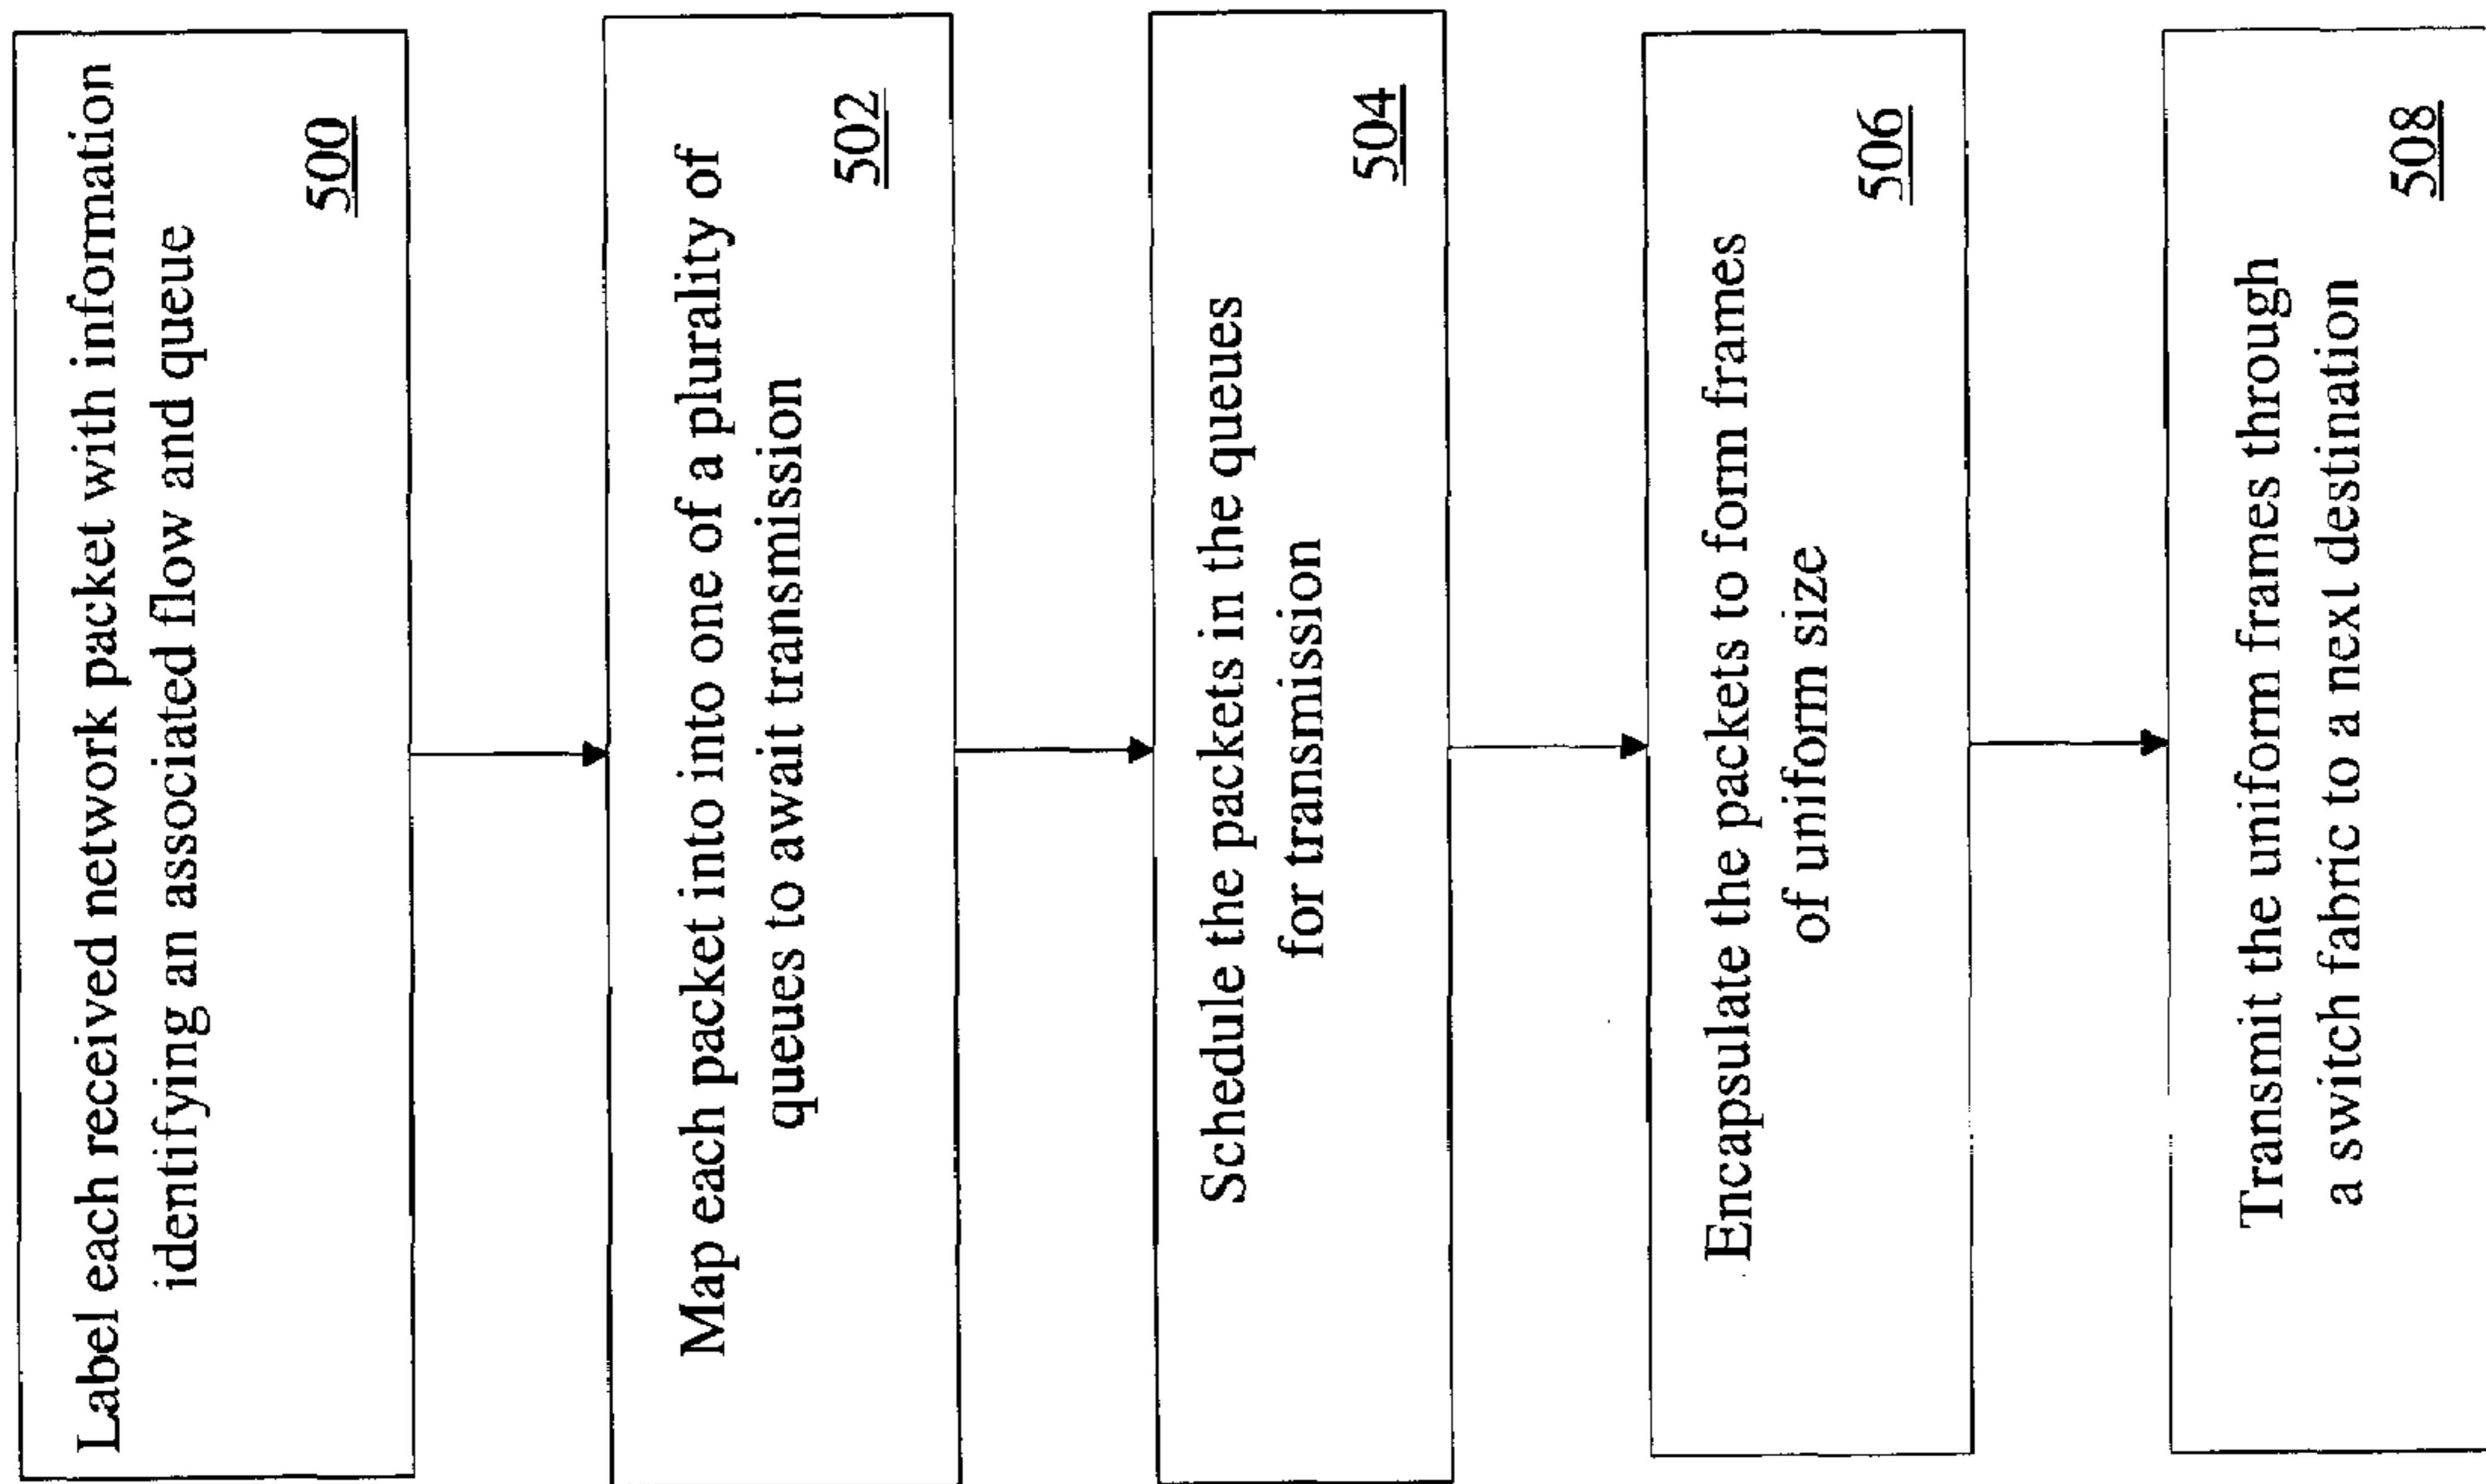 Label each received network packet with information
identifying an associated flow and queue
500
Map each packet into into one of a plurality of
queues to await transmission
502
Schedule the packets in the queues
for transmission
504
Encapsulate the packets to form frames
of uniform size
506
Transmit the uniform frames through
a switch fabric to a next destination
508